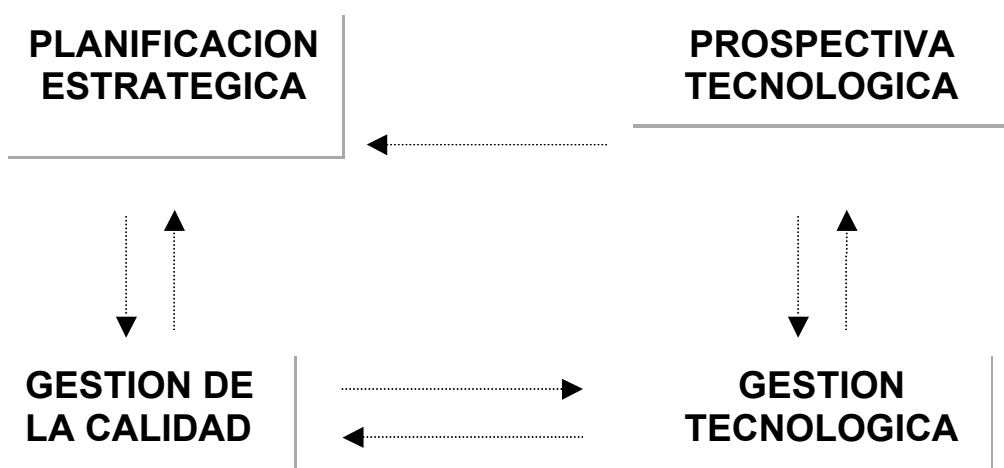 PLANIFICACION
ESTRATEGICA
PROSPECTIVA
TECNOLOGICA
GESTION DE
LA CALIDAD
GESTION
TECNOLOGICA